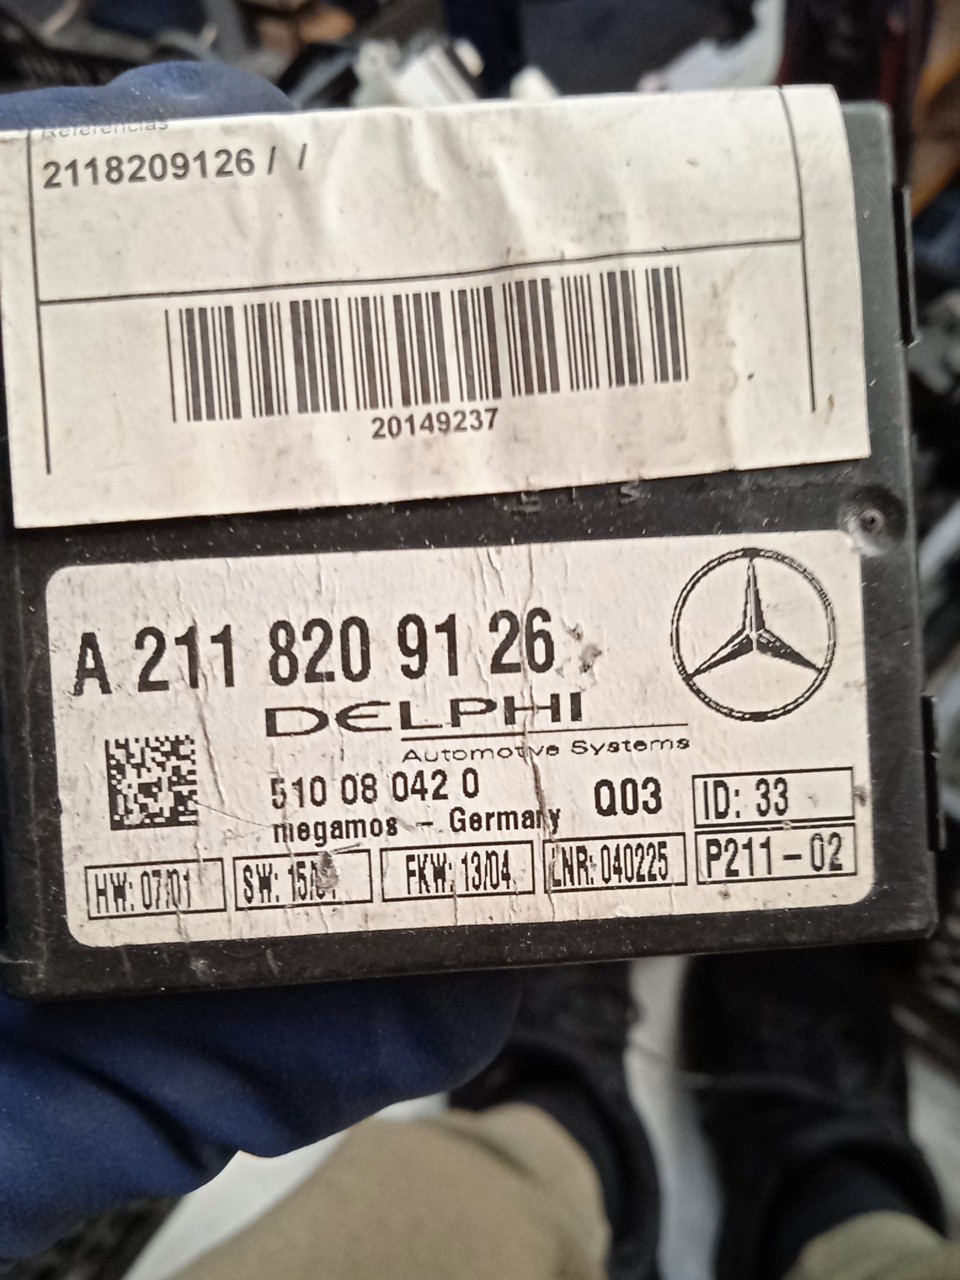 Referencias
2118209126 / /
20149237
A 211 820 91 26
DELPHI
Automotive Systems
510 08 042 0
Q03
ID: 33
megamos - Germany
P211-02
HW: 07/01
FKW: 13/04
LNR: 040225